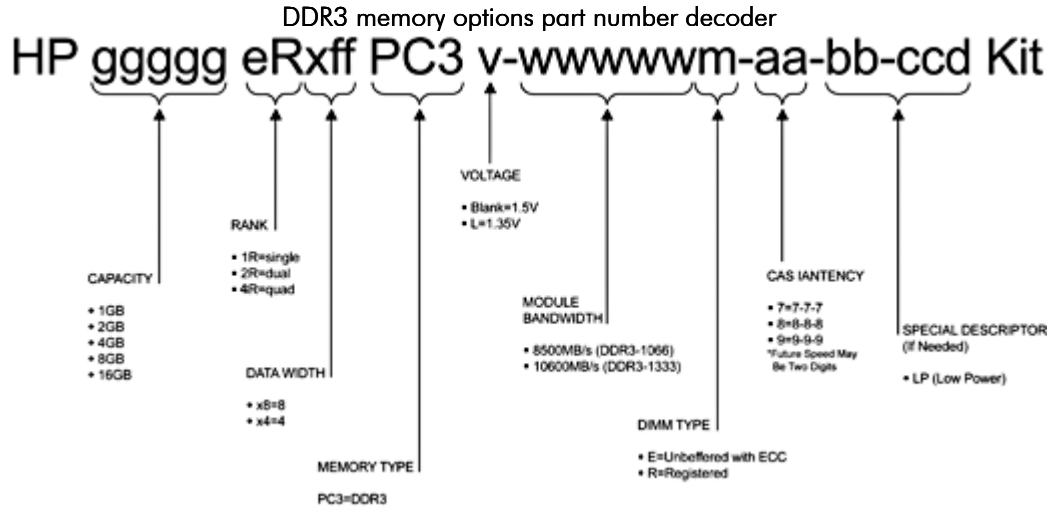 DDR3 memory options part number decoder
HP ggggg eRxff PC3 v-wwwwwm-aa-bb-ccd Kit
VOLTAGE
▪ Blank=1.5V
▪ L=1.35V
RANK
▪ 1R=single
▪ 2R=dual
▪ 4R=quad
CAPACITY
• 1GB
• 2GB
• 4GB
• 8GB
• 16GB
CAS IANTENCY
▪ 7=7-7-7
▪ 8=8-8-8
▪ 9=9-9-9
*Future Speed May
Be Two Digits
MODULE
BANDWIDTH
• 8500MB/s (DDR3-1066)
• 10600MB/s (DDR3-1333)
SPECIAL DESCRIPTOR
(If Needed)
• LP (Low Power)
DATA WIDTH
• x8=8
• x4=4
DIMM TYPE
• E=Unbeffered with ECC
• R=Registered
MEMORY TYPE
PC3=DDR3